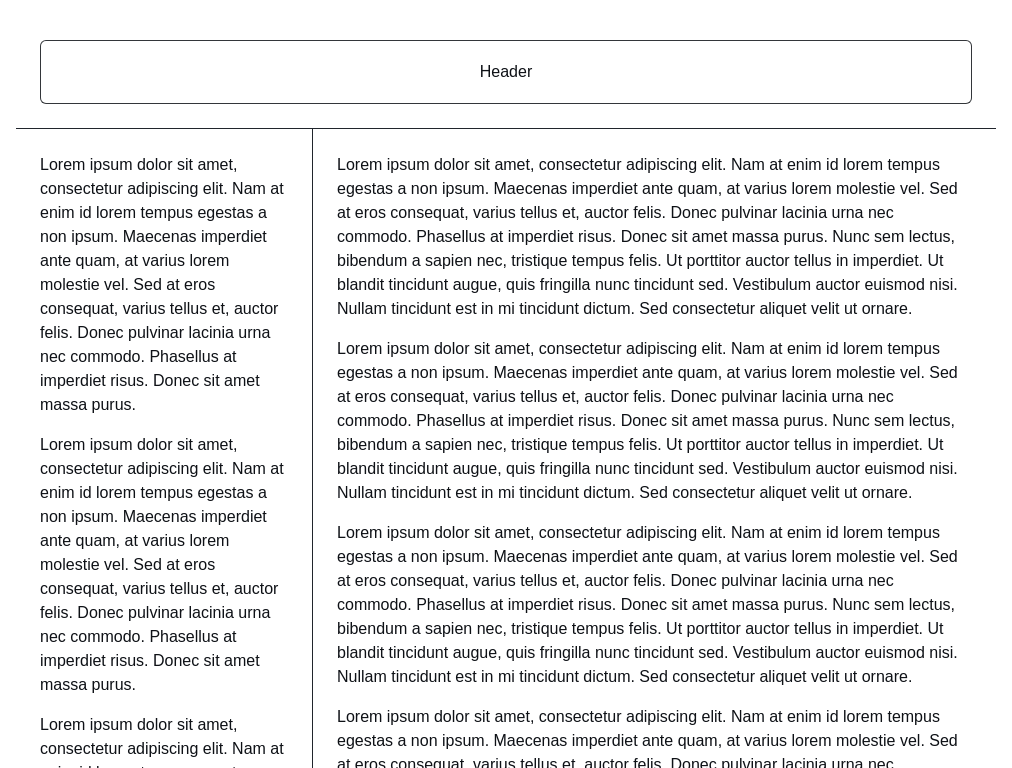 Header
Lorem ipsum dolor sit amet,
consectetur adipiscing elit. Nam at
enim id lorem tempus egestas a
non ipsum. Maecenas imperdiet
ante quam, at varius lorem
molestie vel. Sed at eros
consequat, varius tellus et, auctor
felis. Donec pulvinar lacinia urna
nec commodo. Phasellus at
imperdiet risus. Donec sit amet
massa purus.
Lorem ipsum dolor sit amet,
consectetur adipiscing elit. Nam at
enim id lorem tempus egestas a
non ipsum. Maecenas imperdiet
ante quam, at varius lorem
molestie vel. Sed at eros
consequat, varius tellus et, auctor
felis. Donec pulvinar lacinia urna
nec commodo. Phasellus at
imperdiet risus. Donec sit amet
massa purus.
Lorem ipsum dolor sit amet,
consectetur adipiscing elit. Nam at
Lorem ipsum dolor sit amet, consectetur adipiscing elit. Nam at enim id lorem tempus
egestas a non ipsum. Maecenas imperdiet ante quam, at varius lorem molestie vel. Sed
at eros consequat, varius tellus et, auctor felis. Donec pulvinar lacinia urna nec
commodo. Phasellus at imperdiet risus. Donec sit amet massa purus. Nunc sem lectus,
bibendum a sapien nec, tristique tempus felis. Ut porttitor auctor tellus in imperdiet. Ut
blandit tincidunt augue, quis fringilla nunc tincidunt sed. Vestibulum auctor euismod nisi.
Nullam tincidunt est in mi tincidunt dictum. Sed consectetur aliquet velit ut ornare.
Lorem ipsum dolor sit amet, consectetur adipiscing elit. Nam at enim id lorem tempus
egestas a non ipsum. Maecenas imperdiet ante quam, at varius lorem molestie vel. Sed
at eros consequat, varius tellus et, auctor felis. Donec pulvinar lacinia urna nec
commodo. Phasellus at imperdiet risus. Donec sit amet massa purus. Nunc sem lectus,
bibendum a sapien nec, tristique tempus felis. Ut porttitor auctor tellus in imperdiet. Ut
blandit tincidunt augue, quis fringilla nunc tincidunt sed. Vestibulum auctor euismod nisi.
Nullam tincidunt est in mi tincidunt dictum. Sed consectetur aliquet velit ut ornare.
Lorem ipsum dolor sit amet, consectetur adipiscing elit. Nam at enim id lorem tempus
egestas a non ipsum. Maecenas imperdiet ante quam, at varius lorem molestie vel. Sed
at eros consequat, varius tellus et, auctor felis. Donec pulvinar lacinia urna nec
commodo. Phasellus at imperdiet risus. Donec sit amet massa purus. Nunc sem lectus,
bibendum a sapien nec, tristique tempus felis. Ut porttitor auctor tellus in imperdiet. Ut
blandit tincidunt augue, quis fringilla nunc tincidunt sed. Vestibulum auctor euismod nisi.
Nullam tincidunt est in mi tincidunt dictum. Sed consectetur aliquet velit ut ornare.
Lorem ipsum dolor sit amet, consectetur adipiscing elit. Nam at enim id lorem tempus
egestas a non ipsum. Maecenas imperdiet ante quam, at varius lorem molestie vel. Sed
at eros consequat, varius tellus et, auctor felis. Donec pulvinar lacinia urna nec